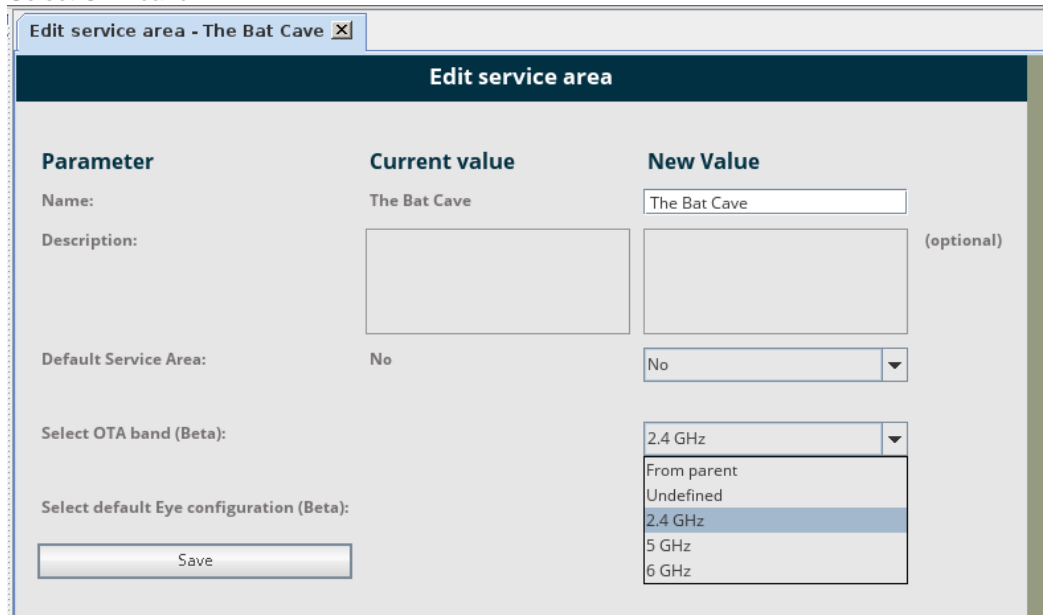 Edit service area - The Bat Cave
Edit service area
Parameter Current value New Value
Name: The Bat Cave The Bat Cave
Description: (optional)
Default Service Area: No No
Select OTA band (Beta): 2.4 GHz
From parent
Undefined
2.4 GHz
5 GHz
6 GHz
Select default Eye configuration (Beta):
Save